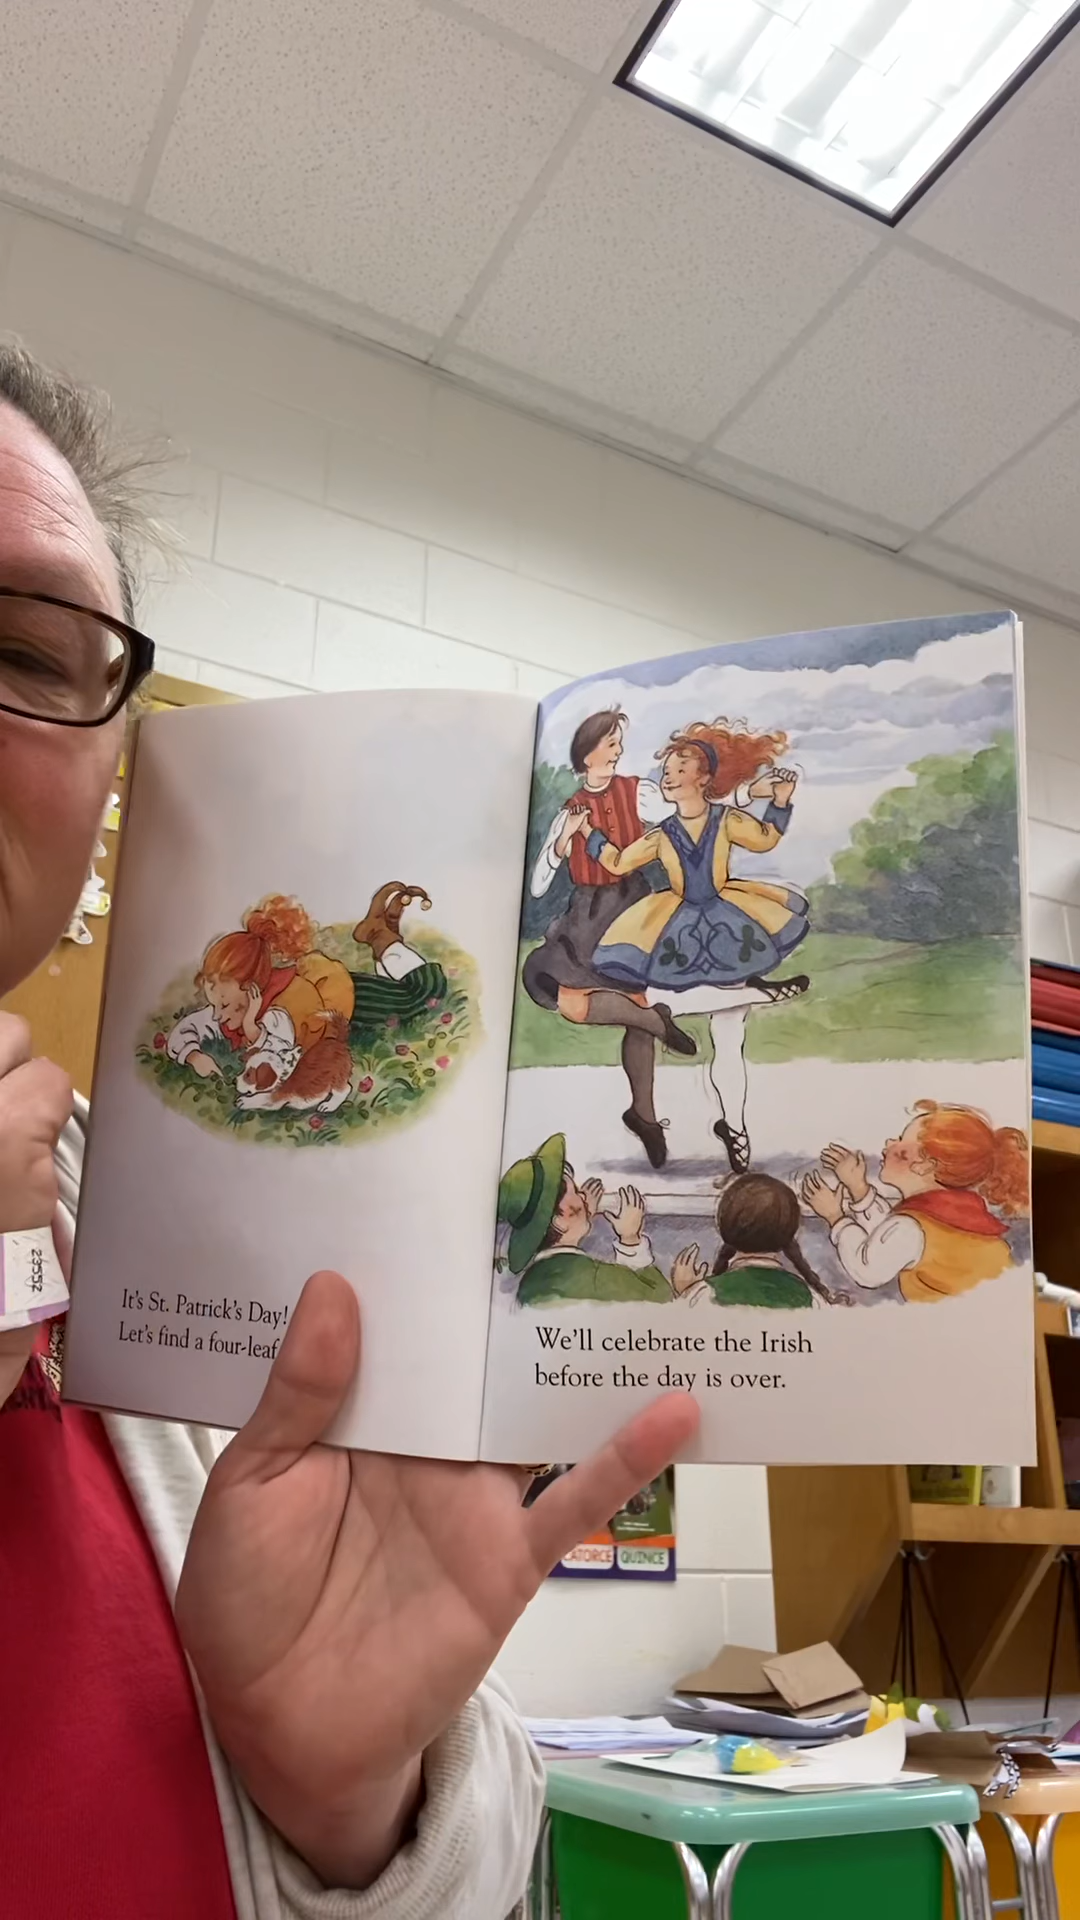 It's St. Patrick's Day!
Let's find a four-leaf
We'll celebrate the Irish
before the day is over.
23557
CATORCE QUINCE